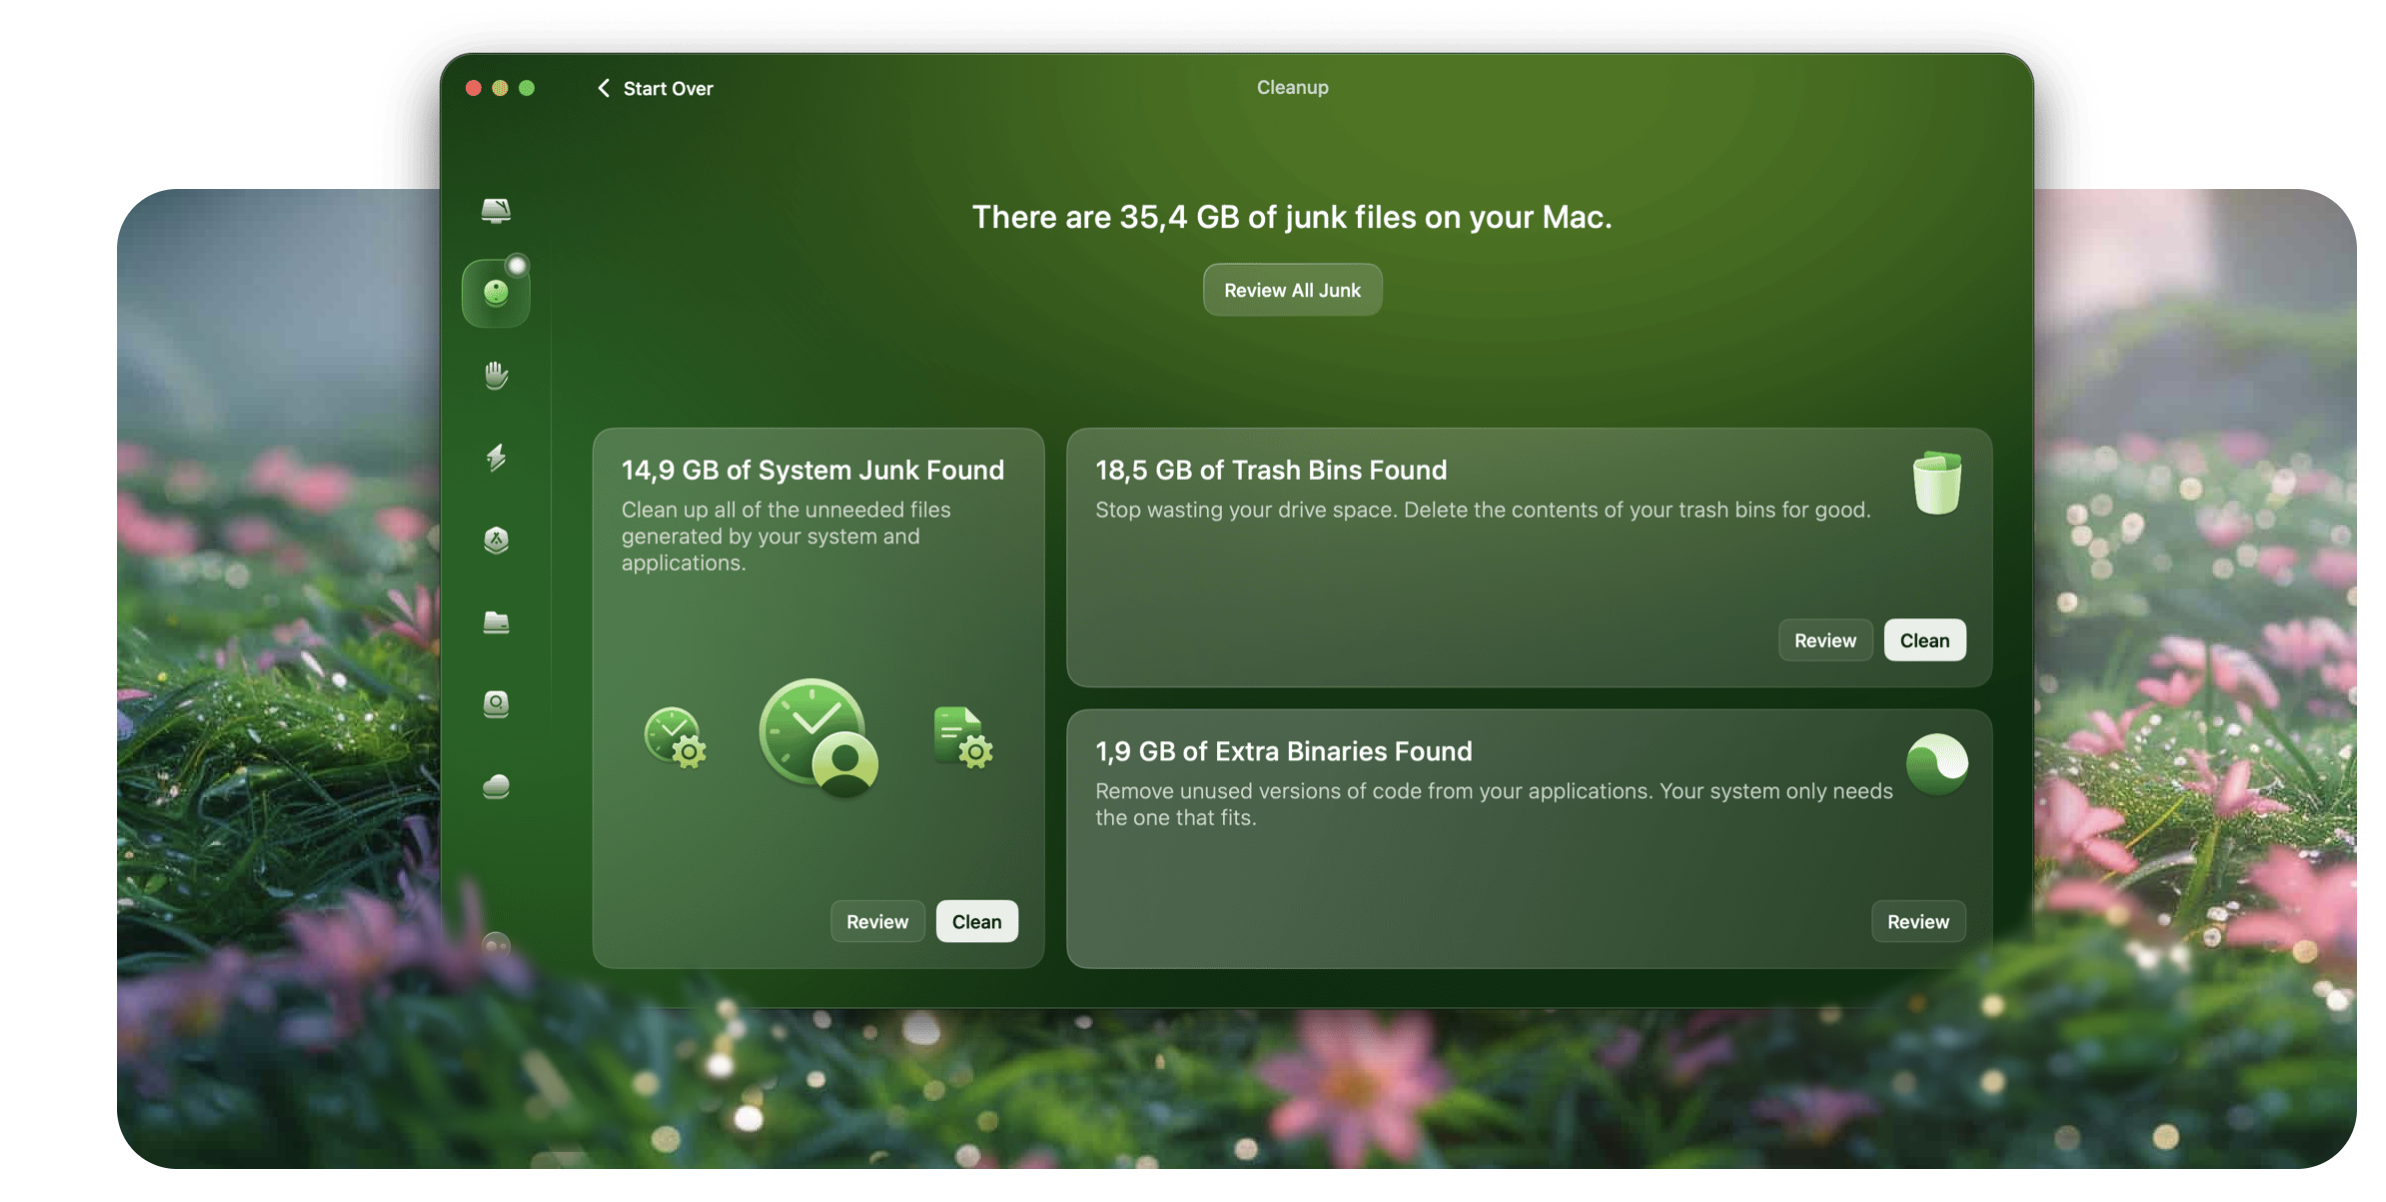 Start Over
Cleanup
There are 35,4 GB of junk files on your Mac.
Review All Junk
14,9 GB of System Junk Found
Clean up all of the unneeded files
generated by your system and
applications.
Review
Clean
18,5 GB of Trash Bins Found
Stop wasting your drive space. Delete the contents of your trash bins for good.
Review
Clean
1,9 GB of Extra Binaries Found
Remove unused versions of code from your applications. Your system only needs
the one that fits.
Review